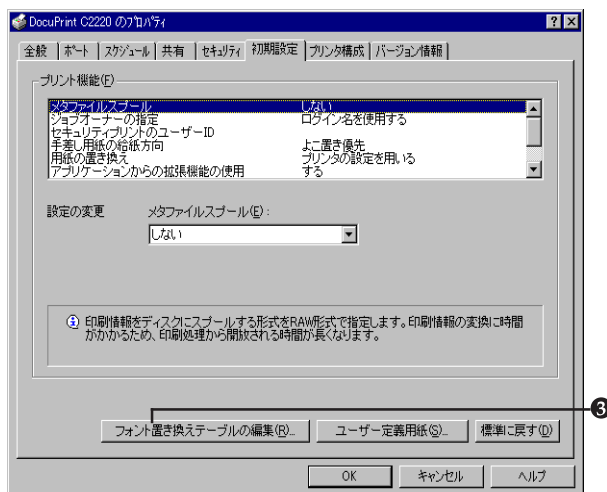 DocuPrint C2220 のプロパティ
全般 ポート スケジュール 共有 セキュリティ 初期設定 プリンタ構成 バージョン情報
プリント機能(F)
メタファイルスプール しない
ジョブオーナーの指定 ログイン名を使用する
セキュリティプリントのユーザーID
手差し用紙の給紙方向 よこ置き優先
用紙の置き換え プリンタの設定を用いる
アプリケーションからの拡張機能の使用 する
設定の変更 メタファイルスプール(E):
しない
印刷情報をディスクにスプールする形式をRAW形式で指定します。印刷情報の変換に時間
がかかるため、印刷処理から開放される時間が長くなります。
❸
フォント置き換えテーブルの編集(R)... ユーザー定義用紙(S)... 標準に戻す(D)
OK キャンセル ヘルプ